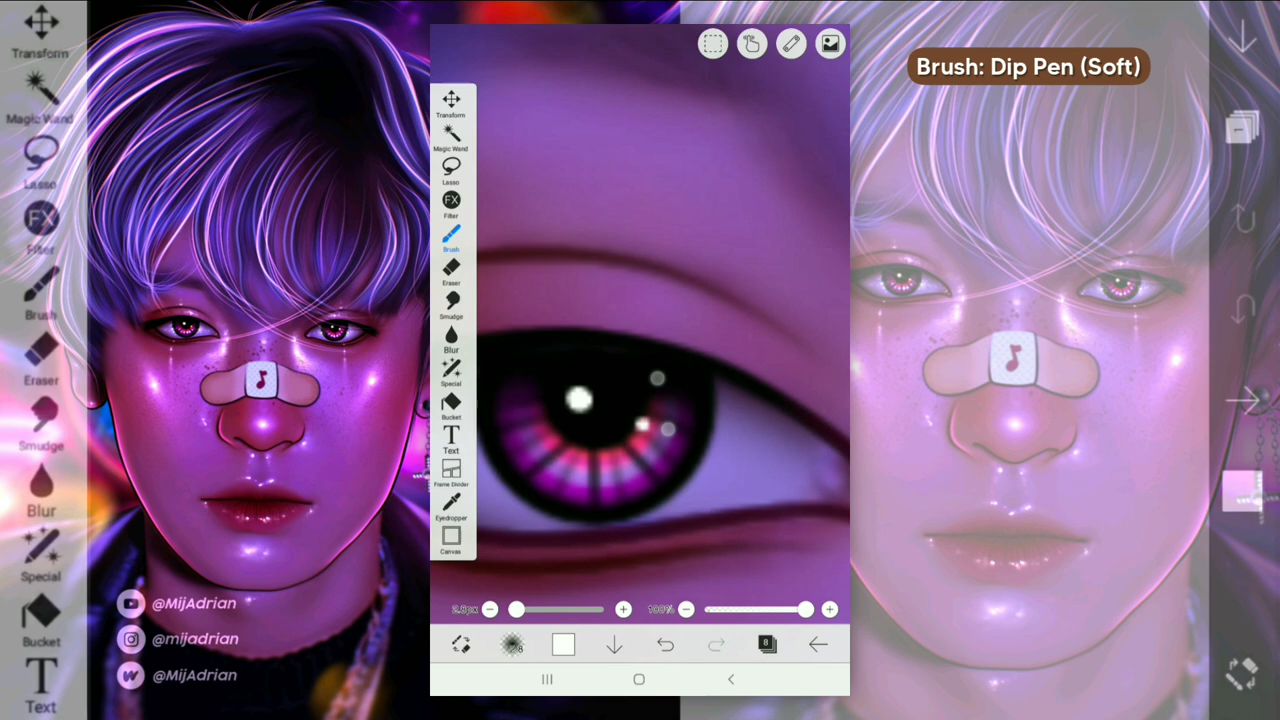 Transform
Magic Wand
Lasso
FX
Filter
Brush
Eraser
Smudge
Blur
Special
Bucket
T
Text
@MijAdrian
@mijadrian
@MijAdrian
Transform
Magic Wand
Lasso
FX
Filter
Brush
Eraser
Smudge
Blur
Special
Bucket
T
Text
Frame Divider
Eyedropper
Canvas
100%
8
Brush: Dip Pen (Soft)